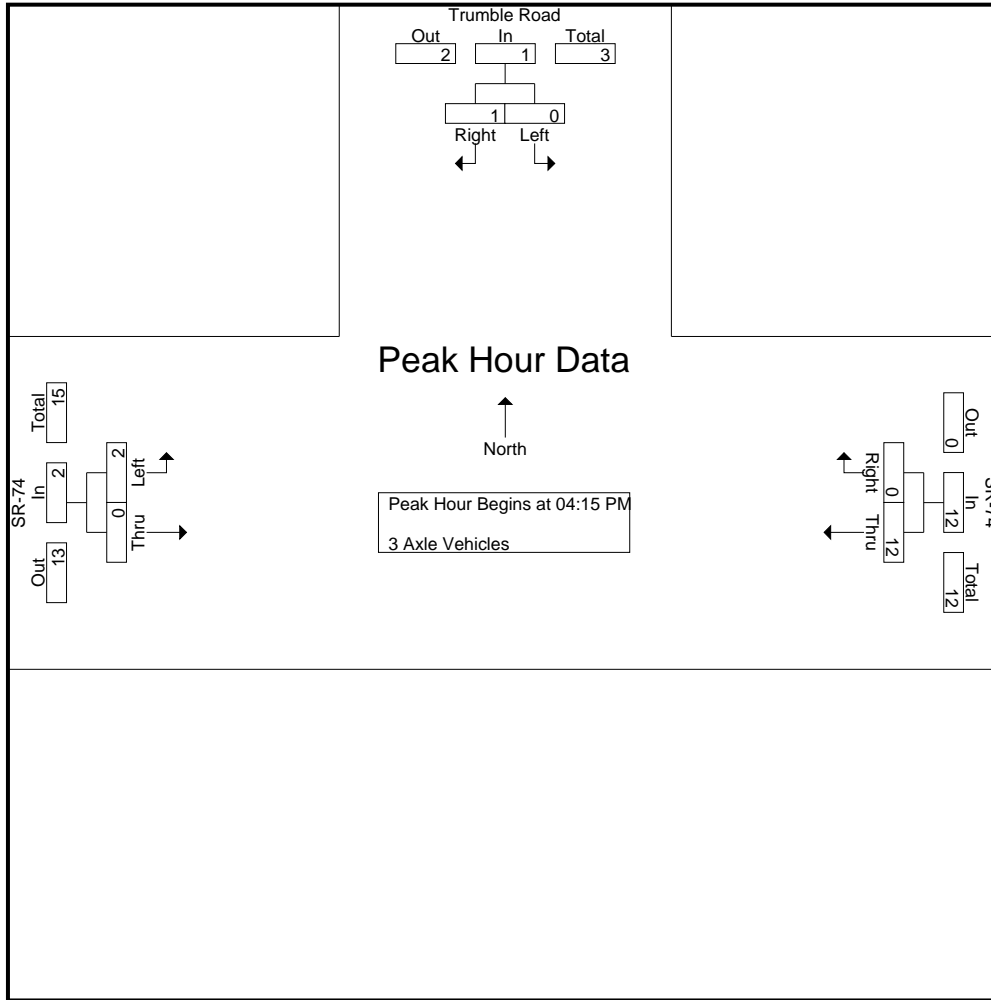 Trumble Road
Out In Total
2 1 3
1 0
Right Left
Peak Hour Data
North
Peak Hour Begins at 04:15 PM
3 Axle Vehicles
SR-74
Total In Out
15 2 13
2 0
Left Thru
SR-74
Out In Total
0 12 12
Right Thru
0 12